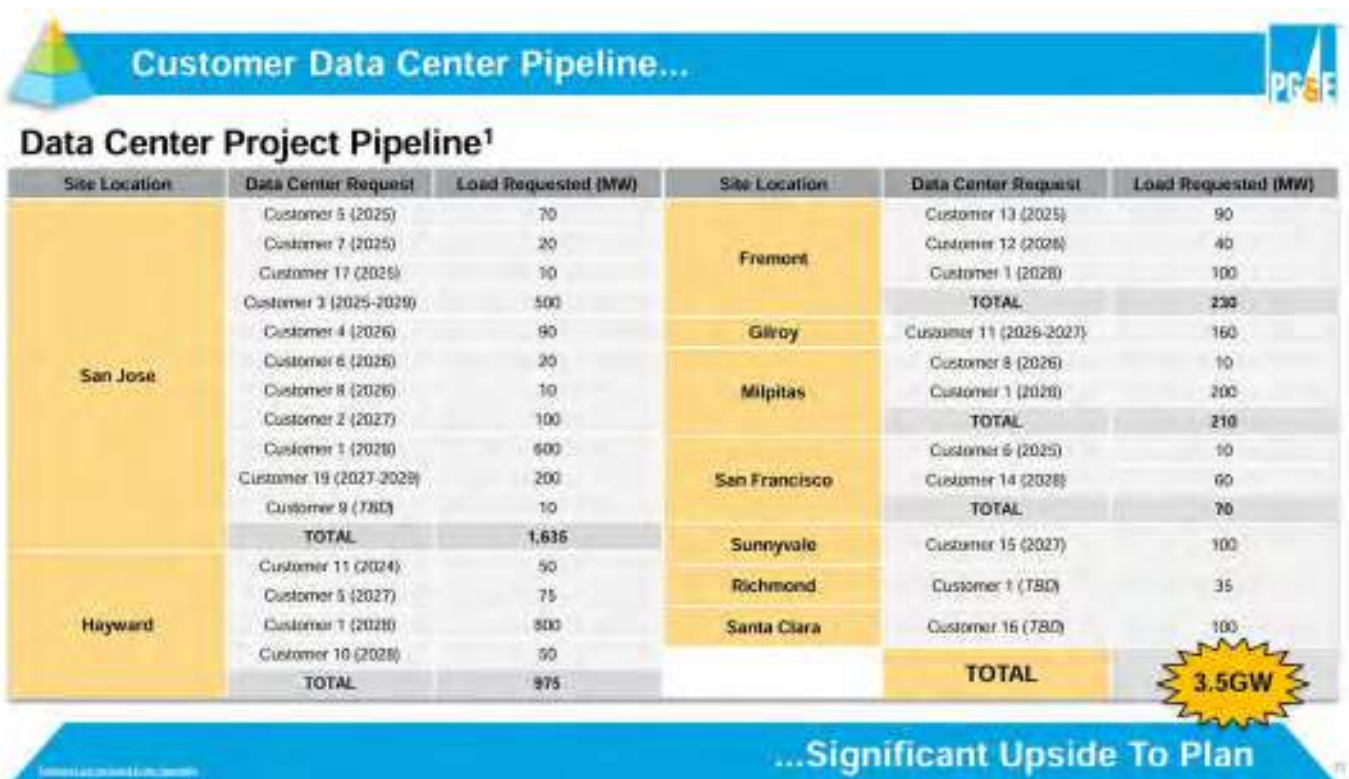 Customer Data Center Pipeline...
PG&E
Data Center Project Pipeline¹
Site Location Data Center Request Load Requested (MW)
San Jose
Customer 5 (2025) 70
Customer 7 (2025) 20
Customer 17 (2025) 10
Customer 3 (2025-2029) 500
Customer 4 (2026) 90
Customer 6 (2026) 20
Customer 8 (2026) 10
Customer 2 (2027) 100
Customer 1 (2028) 600
Customer 19 (2027-2029) 200
Customer 9 (TBD) 10
TOTAL 1,635
Hayward
Customer 11 (2024) 50
Customer 5 (2027) 75
Customer 1 (2028) 800
Customer 10 (2028) 50
TOTAL 975
Site Location Data Center Request Load Requested (MW)
Fremont
Customer 13 (2025) 90
Customer 12 (2026) 40
Customer 1 (2028) 100
TOTAL 230
Gilroy Customer 11 (2026-2027) 160
Milpitas
Customer 8 (2026) 10
Customer 1 (2028) 200
TOTAL 210
San Francisco
Customer 6 (2025) 10
Customer 14 (2028) 60
TOTAL 70
Sunnyvale Customer 15 (2027) 100
Richmond Customer 1 (TBD) 35
Santa Clara Customer 16 (TBD) 100
TOTAL 3.5GW
...Significant Upside To Plan